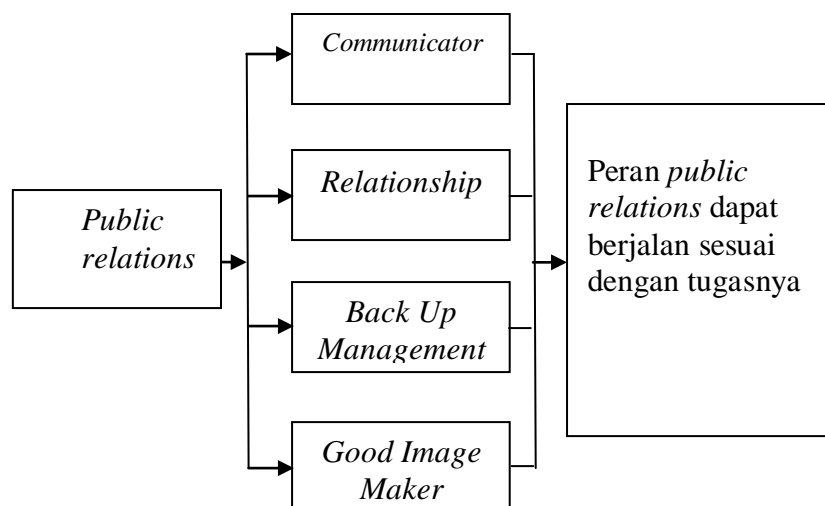 Communicator
Public
relations
Relationship
Back Up
Management
Good Image
Maker
Peran public
relations dapat
berjalan sesuai
dengan tugasnya